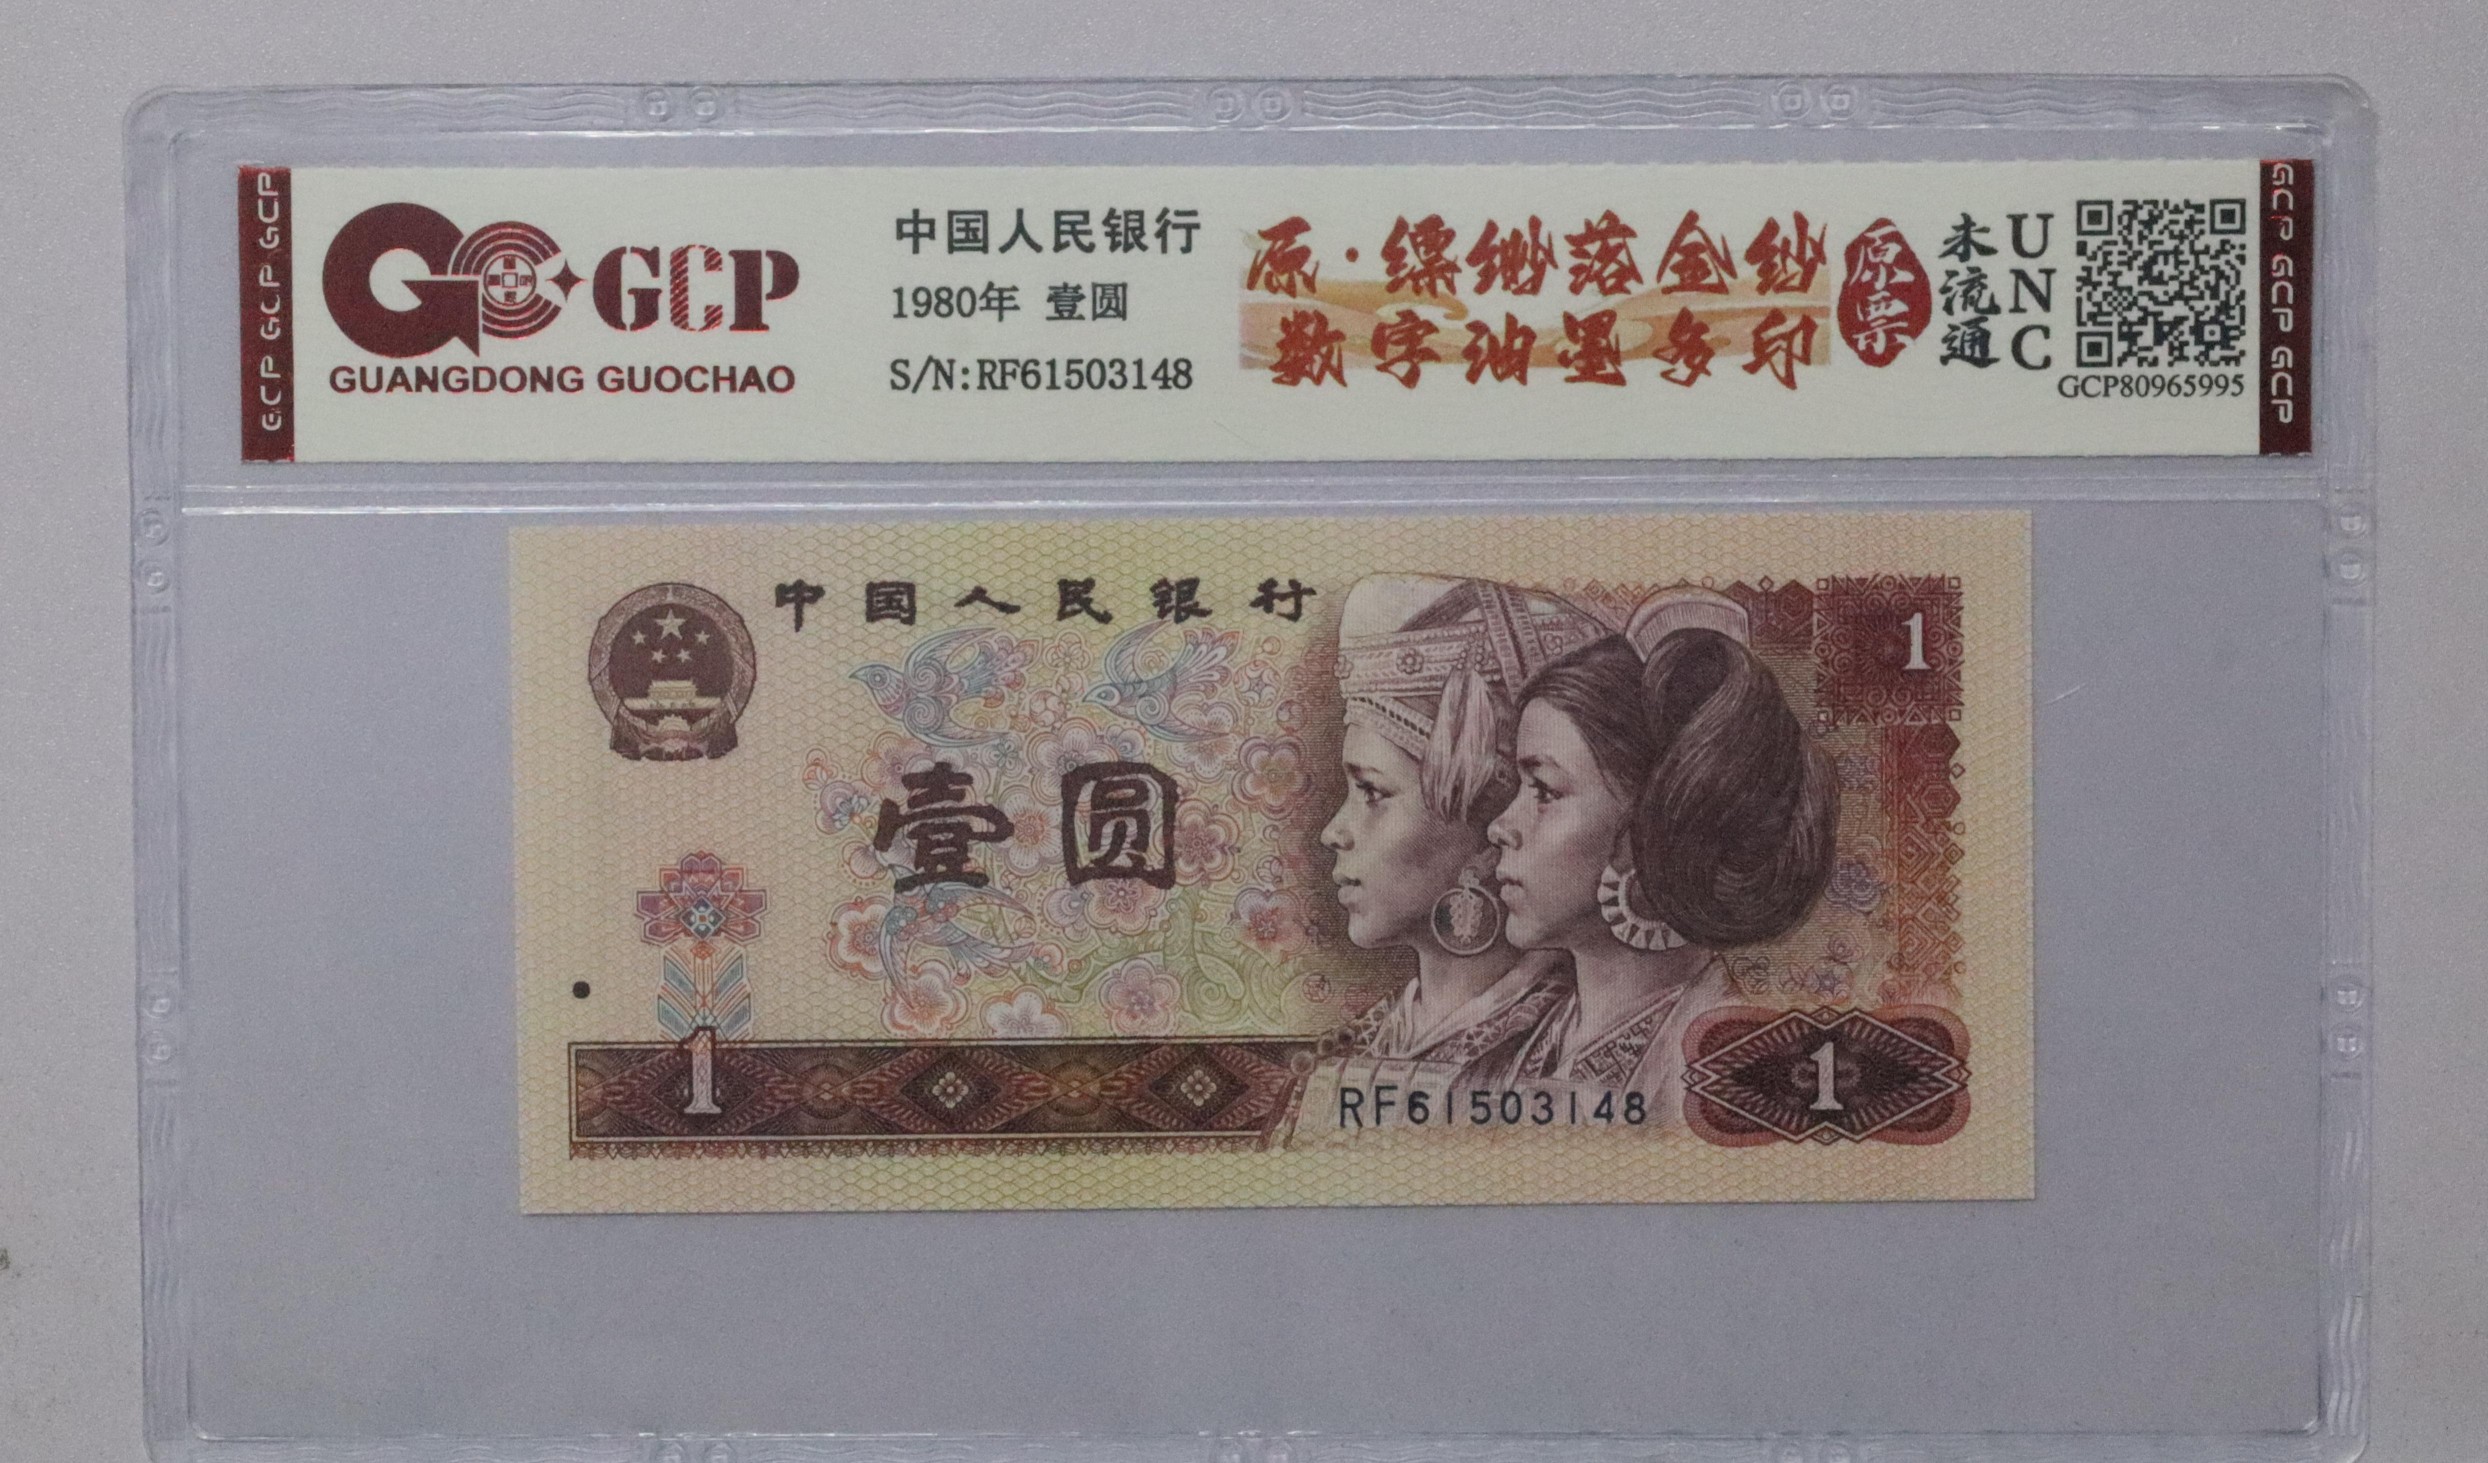 GCP GCP GCP
GCP
GUANGDONG GUOCHAO
中国人民银行
1980年 壹圆
S/N:RF61503148
原·缥缈落金纱
数字油墨多印
原票
未流通
UNC
GCP80965995
GCP GCP GCP
中国人民银行
1
壹圆
1
RF61503148
1